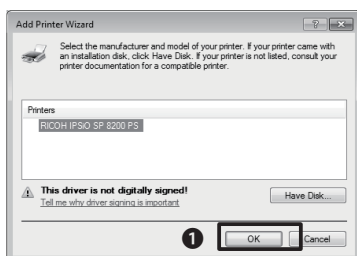 Add Printer Wizard
Select the manufacturer and model of your printer. If your printer came with
an installation disk, click Have Disk. If your printer is not listed, consult your
printer documentation for a compatible printer.
Printers
RICOH IPSiO SP 8200 PS
This driver is not digitally signed!
Tell me why driver signing is important
Have Disk...
1
OK
Cancel